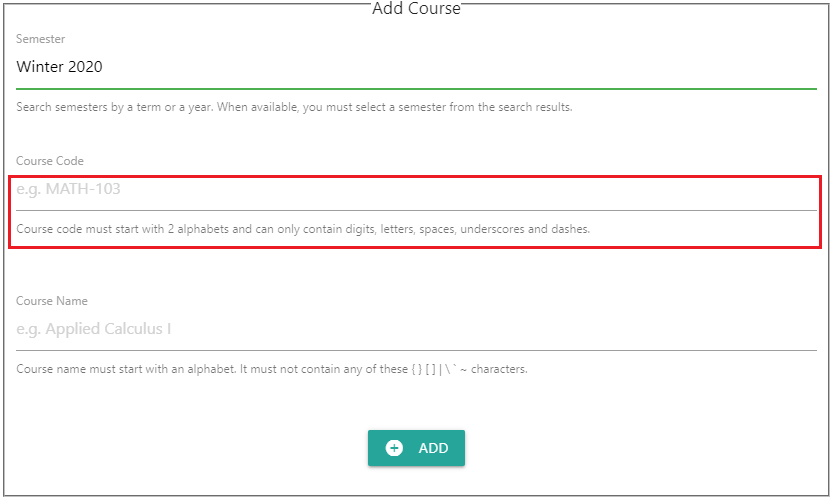 Add Course
Semester
Winter 2020
Search semesters by a term or a year. When available, you must select a semester from the search results.
Course Code
e.g. MATH-103
Course code must start with 2 alphabets and can only contain digits, letters, spaces, underscores and dashes.
Course Name
e.g. Applied Calculus I
Course name must start with an alphabet. It must not contain any of these { } [ ] | \ ` ~ characters.
ADD